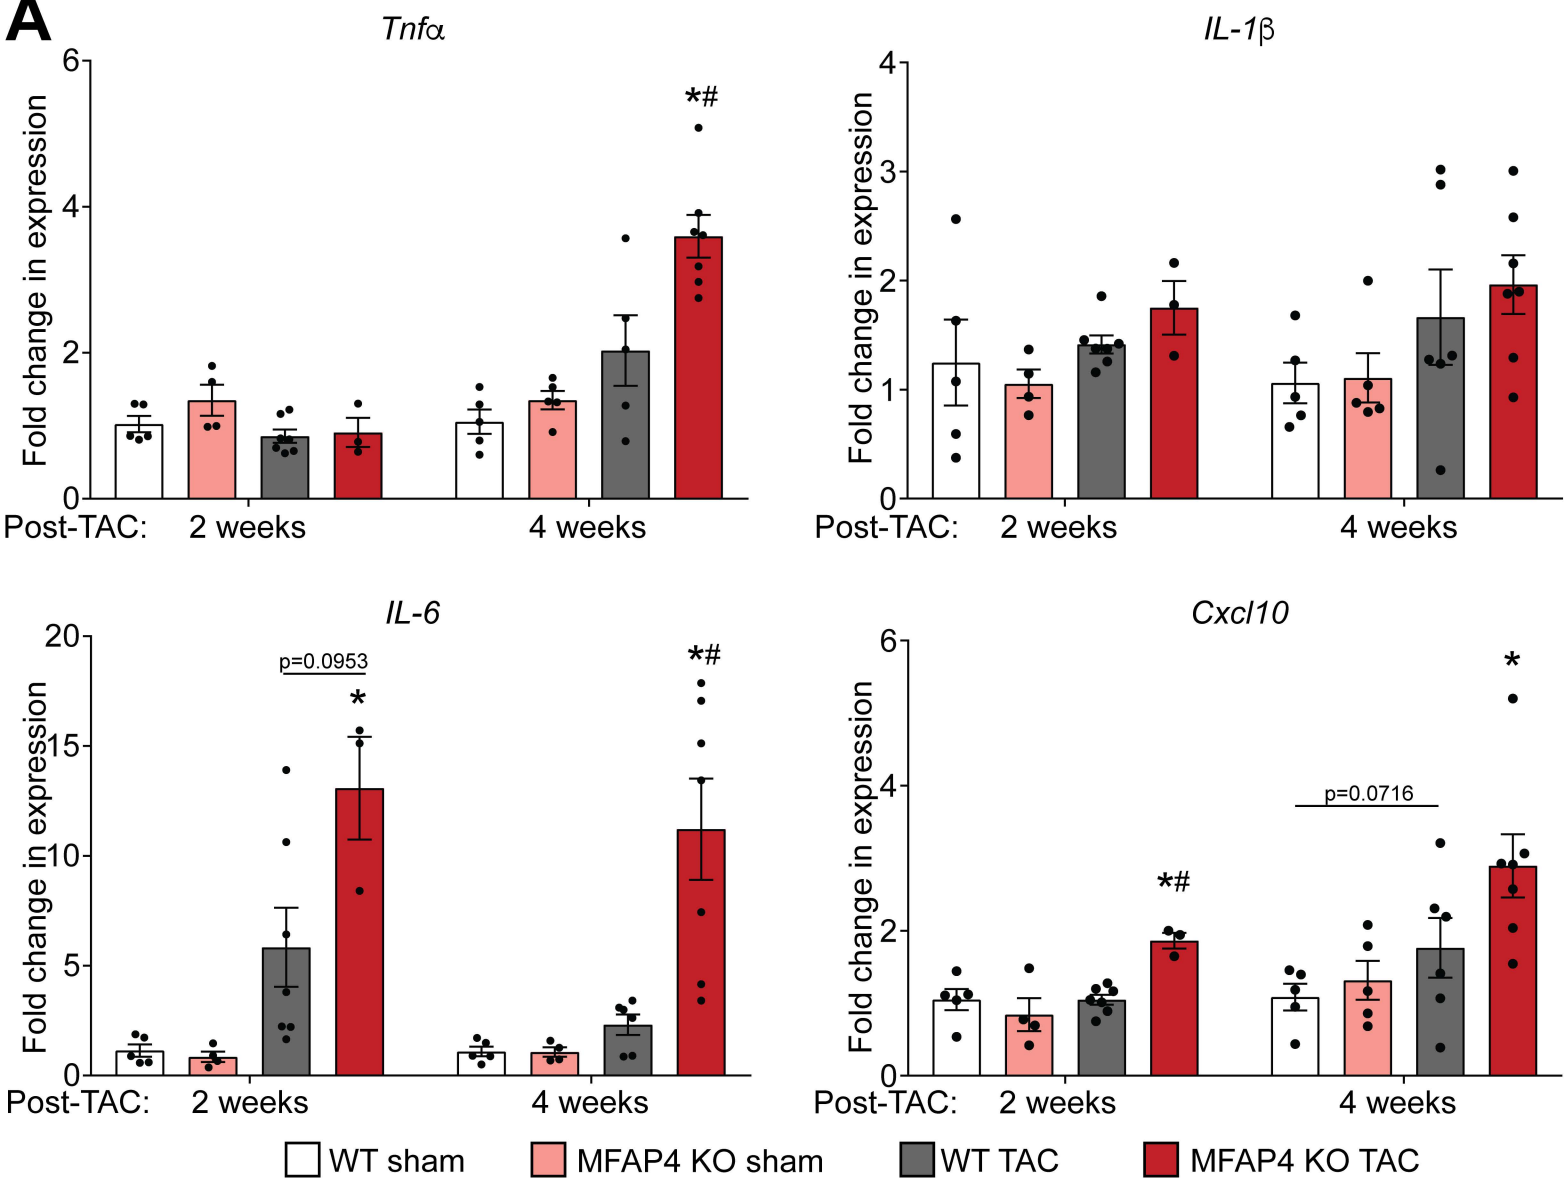 A
Tnfα
Fold change in expression
6
4
2
0
*#
Post-TAC: 2 weeks 4 weeks
IL-1β
Fold change in expression
4
3
2
1
0
Post-TAC: 2 weeks 4 weeks
IL-6
Fold change in expression
20
15
10
5
0
p=0.0953
*
*#
Post-TAC: 2 weeks 4 weeks
Cxcl10
Fold change in expression
6
4
2
0
*#
p=0.0716
*
Post-TAC: 2 weeks 4 weeks
WT sham MFAP4 KO sham WT TAC MFAP4 KO TAC